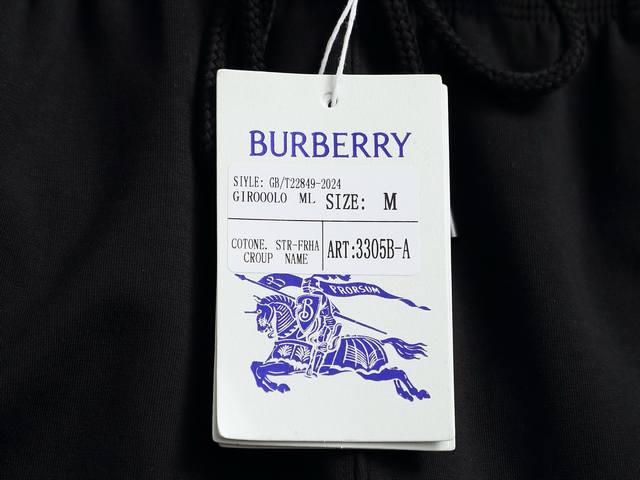 BURBERRY
SIYLE: GB/T22849-2024
GIROOOLO ML SIZE: M
COTONE. STR-FRHA ART:3305B-A
CROUP NAME
PRORSUM